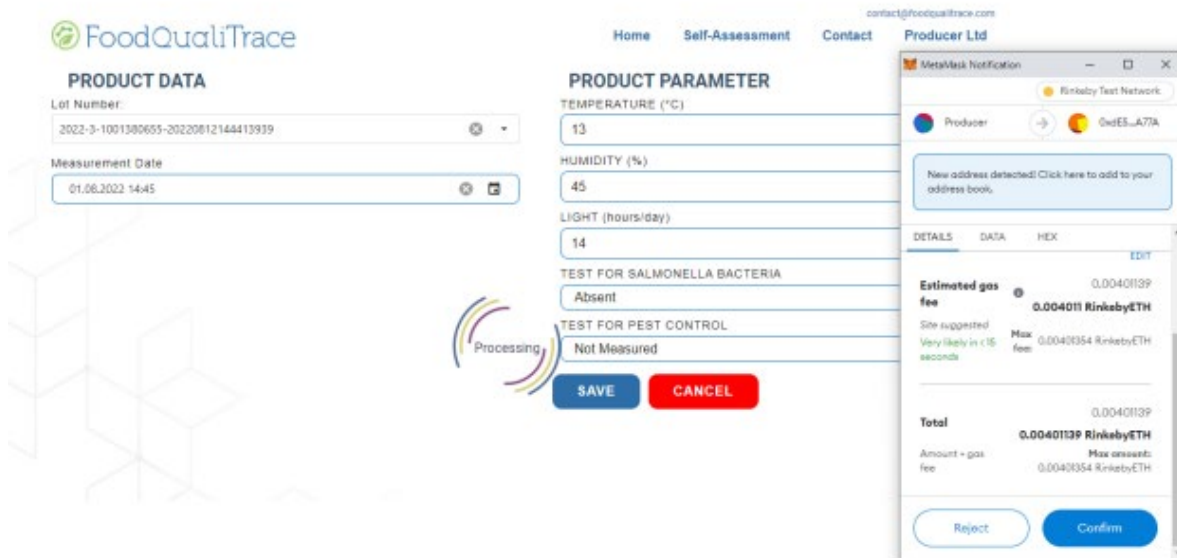 contact@foodqualitrace.com
FoodQualiTrace
Home Self-Assessment Contact Producer Ltd
PRODUCT DATA
Lot Number:
2022-3-1001380655-20220812144413939
Measurement Date
01.08.2022 14:45
PRODUCT PARAMETER
TEMPERATURE (°C)
13
HUMIDITY (%)
45
LIGHT (hours/day)
14
TEST FOR SALMONELLA BACTERIA
Absent
TEST FOR PEST CONTROL
Not Measured
Processing
SAVE CANCEL
MetaMask Notification
Rinkeby Test Network
Producer 0xdE5...A77A
New address detected! Click here to add to your
address book.
DETAILS DATA HEX
EDIT
Estimated gas
fee
0.00401139
0.004011 RinkebyETH
Site suggested
Very likely in < 15
seconds
Max
fee:
0.00401354 RinkebyETH
Total
0.00401139
0.00401139 RinkebyETH
Amount + gas
fee
Max amount:
0.00401354 RinkebyETH
Reject Confirm